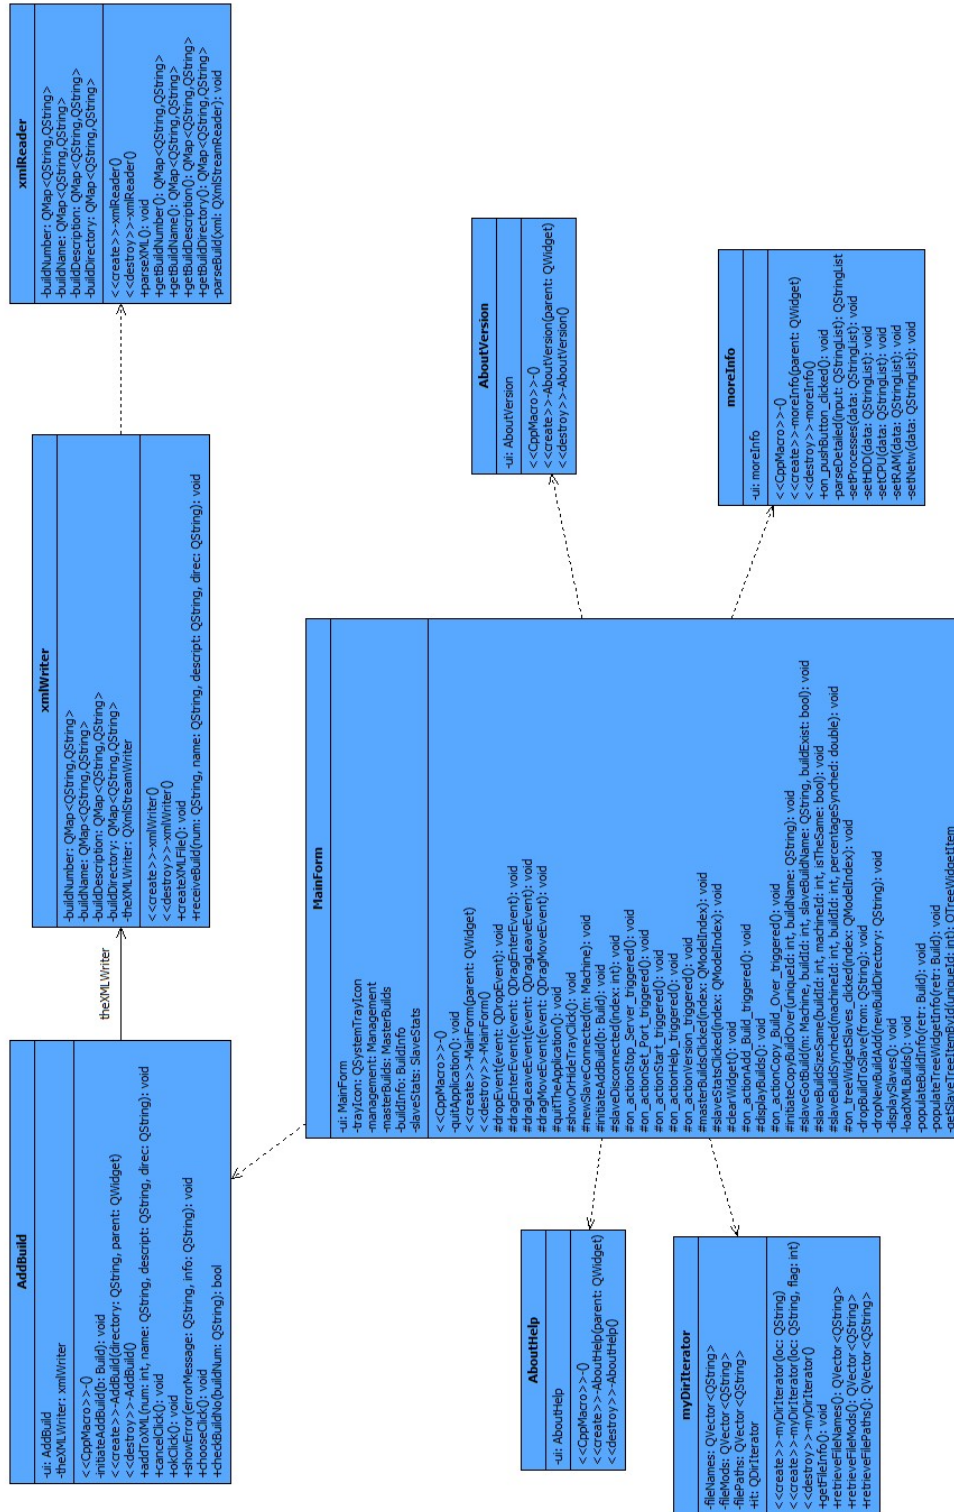 AddBuild
-ui: AddBuild
-theXMLWriter: xmlWriter
<<CppMacro>>-()
-initiateAddBuild(b: Build): void
<<create>>-AddBuild(directory: QString, parent: QWidget)
<<destroy>>-AddBuild()
+addToXML(num: int, name: QString, descript: QString, direc: QString): void
+cancelClick(): void
+okClick(): void
+showError(errorMessage: QString, info: QString): void
+chooseClick(): void
+checkBuildNo(buildNum: QString): bool
theXMLWriter
xmlWriter
-buildNumber: QMap<QString,QString>
-buildName: QMap<QString,QString>
-buildDescription: QMap<QString,QString>
-buildDirectory: QMap<QString,QString>
-theXMLWriter: QXmlStreamWriter
<<create>>-xmlWriter()
<<destroy>>-xmlWriter()
+createXMLFile(): void
+receiveBuild(num: QString, name: QString, descript: QString, direc: QString): void
xmlReader
-buildNumber: QMap<QString,QString>
-buildName: QMap<QString,QString>
-buildDescription: QMap<QString,QString>
-buildDirectory: QMap<QString,QString>
<<create>>-xmlReader()
<<destroy>>-xmlReader()
+parseXML(): void
+getBuildNumber(): QMap<QString,QString>
+getBuildName(): QMap<QString,QString>
+getBuildDescription(): QMap<QString,QString>
+getBuildDirectory(): QMap<QString,QString>
-parseBuild(xml: QXmlStreamReader): void
MainForm
-ui: MainForm
-trayIcon: QSystemTrayIcon
-management: Management
-masterBuilds: MasterBuilds
-buildInfo: BuildInfo
-slaveStats: SlaveStats
<<CppMacro>>-()
-quitApplication(): void
<<create>>-MainForm(parent: QWidget)
<<destroy>>-MainForm()
#dropEvent(event: QDropEvent): void
#dragEnterEvent(event: QDragEnterEvent): void
#dragLeaveEvent(event: QDragLeaveEvent): void
#dragMoveEvent(event: QDragMoveEvent): void
#quitTheApplication(): void
#showOrHideTrayClick(): void
#newSlaveConnected(m: Machine): void
#initiateAddBuild(b: Build): void
#slaveDisconnected(index: int): void
#on_actionStop_Server_triggered(): void
#on_actionSet_Port_triggered(): void
#on_actionStart_triggered(): void
#on_actionHelp_triggered(): void
#on_actionVersion_triggered(): void
#masterBuildsClicked(index: QModelIndex): void
#slaveStatsClicked(index: QModelIndex): void
#clearWidget(): void
#on_actionAdd_Build_triggered(): void
#displayBuilds(): void
#on_actionCopy_Build_Over_triggered(): void
#initiateCopyBuildOver(uniqueId: int, buildName: QString): void
#slaveGotBuild(m: Machine, buildId: int, slaveBuildName: QString, buildExist: bool): void
#slaveBuildSizeSame(buildId: int, machineId: int, isTheSame: bool): void
#slaveBuildSynched(machineId: int, buildId: int, percentageSynched: double): void
#on_treeWidgetSlaves_clicked(index: QModelIndex): void
-dropBuildToSlave(from: QString): void
-dropNewBuildAdd(newBuildDirectory: QString): void
-displaySlaves(): void
-loadXMLBuilds(): void
-populateBuildInfo(retr: Build): void
-populateTreeWidgetInfo(retr: Build): void
-getSlaveTreeItemById(uniqueId: int): QTreeWidgetItem
AboutVersion
-ui: AboutVersion
<<CppMacro>>-()
<<create>>-AboutVersion(parent: QWidget)
<<destroy>>-AboutVersion()
moreInfo
-ui: moreInfo
<<CppMacro>>-()
<<create>>-moreInfo(parent: QWidget)
<<destroy>>-moreInfo()
+on_pushButton_clicked(): void
-parseDetailed(input: QStringList): QStringList
-setProcesses(data: QStringList): void
-setHDD(data: QStringList): void
-setCPU(data: QStringList): void
-setRAM(data: QStringList): void
-setNetw(data: QStringList): void
AboutHelp
-ui: AboutHelp
<<CppMacro>>-()
<<create>>-AboutHelp(parent: QWidget)
<<destroy>>-AboutHelp()
myDirIterator
-fileNames: QVector<QString>
-fileMods: QVector<QString>
-filePaths: QVector<QString>
+it: QDirIterator
<<create>>-myDirIterator(loc: QString)
<<create>>-myDirIterator(loc: QString, flag: int)
<<destroy>>-myDirIterator()
-getFileInfo(): void
+retrieveFileNames(): QVector<QString>
+retrieveFileMods(): QVector<QString>
+retrieveFilePaths(): QVector<QString>